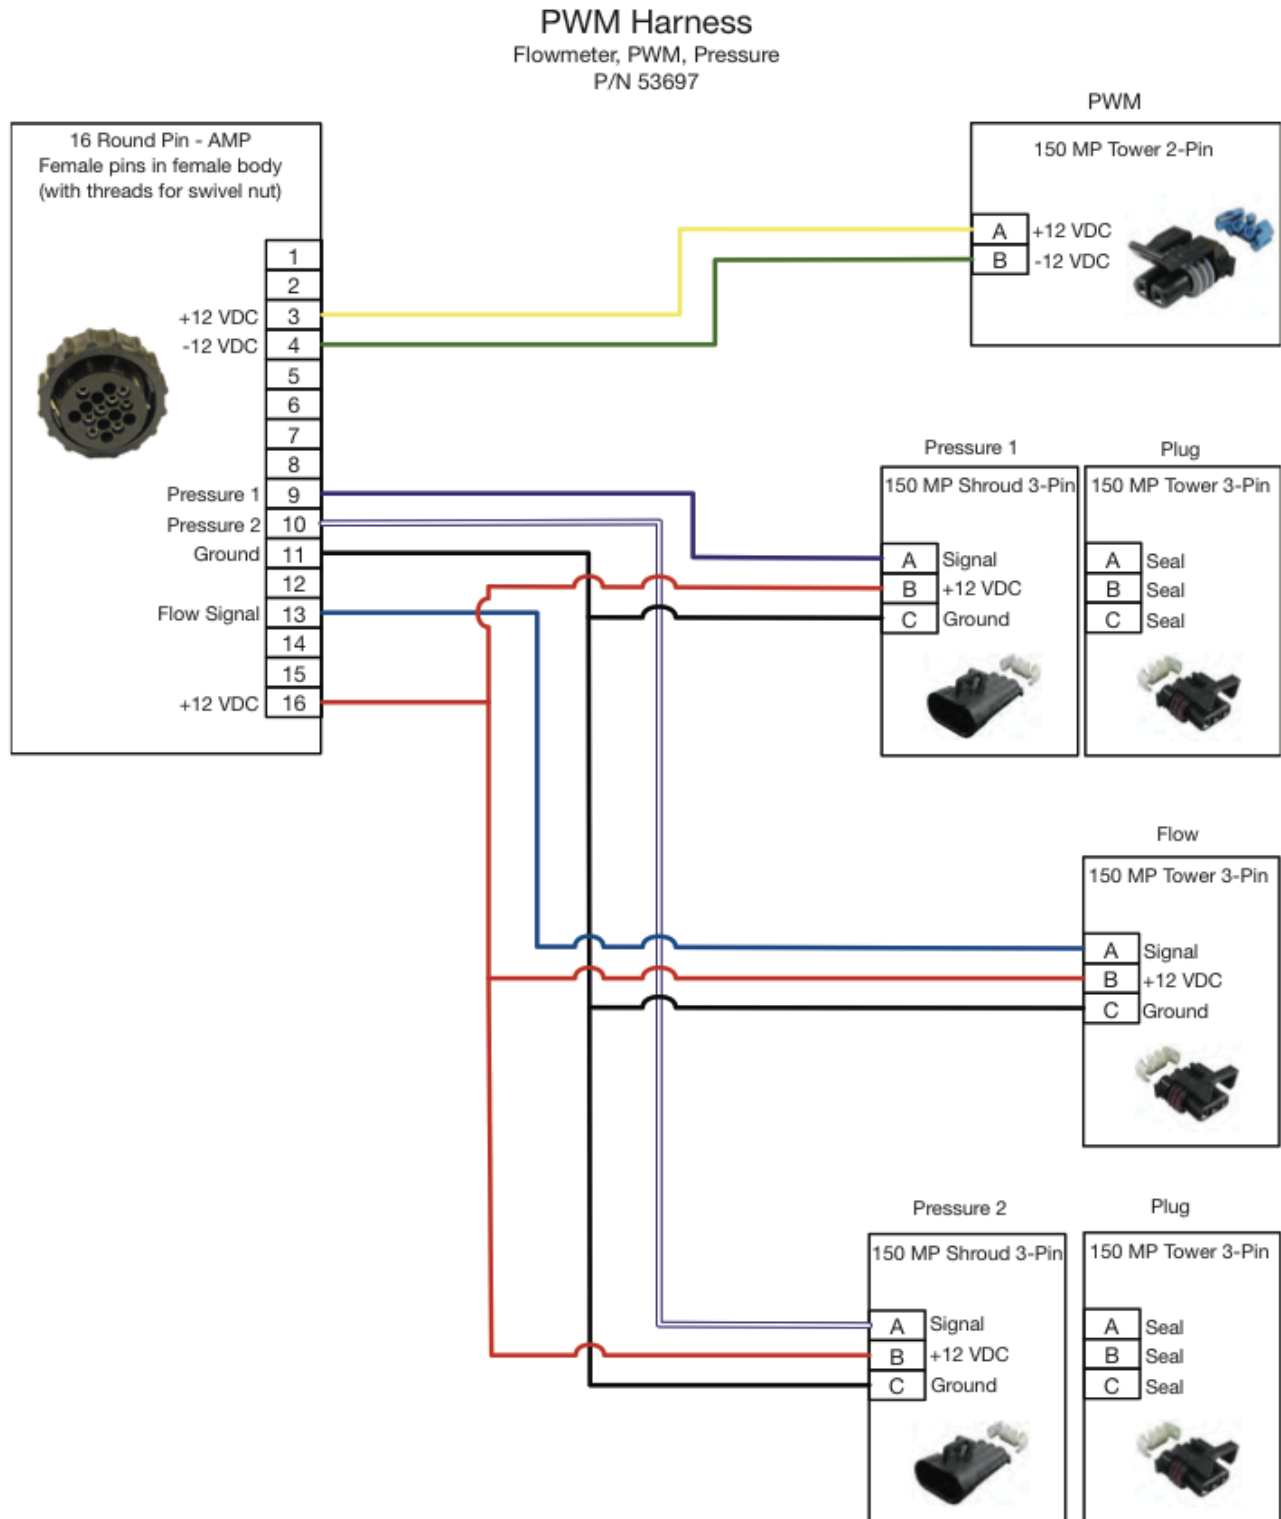 PWM Harness
Flowmeter, PWM, Pressure
P/N 53697
16 Round Pin - AMP
Female pins in female body
(with threads for swivel nut)
1
2
+12 VDC 3
-12 VDC 4
5
6
7
8
Pressure 1 9
Pressure 2 10
Ground 11
12
Flow Signal 13
14
15
+12 VDC 16
PWM
150 MP Tower 2-Pin
A +12 VDC
B -12 VDC
Pressure 1
150 MP Shroud 3-Pin
A Signal
B +12 VDC
C Ground
Plug
150 MP Tower 3-Pin
A Seal
B Seal
C Seal
Flow
150 MP Tower 3-Pin
A Signal
B +12 VDC
C Ground
Pressure 2
150 MP Shroud 3-Pin
A Signal
B +12 VDC
C Ground
Plug
150 MP Tower 3-Pin
A Seal
B Seal
C Seal